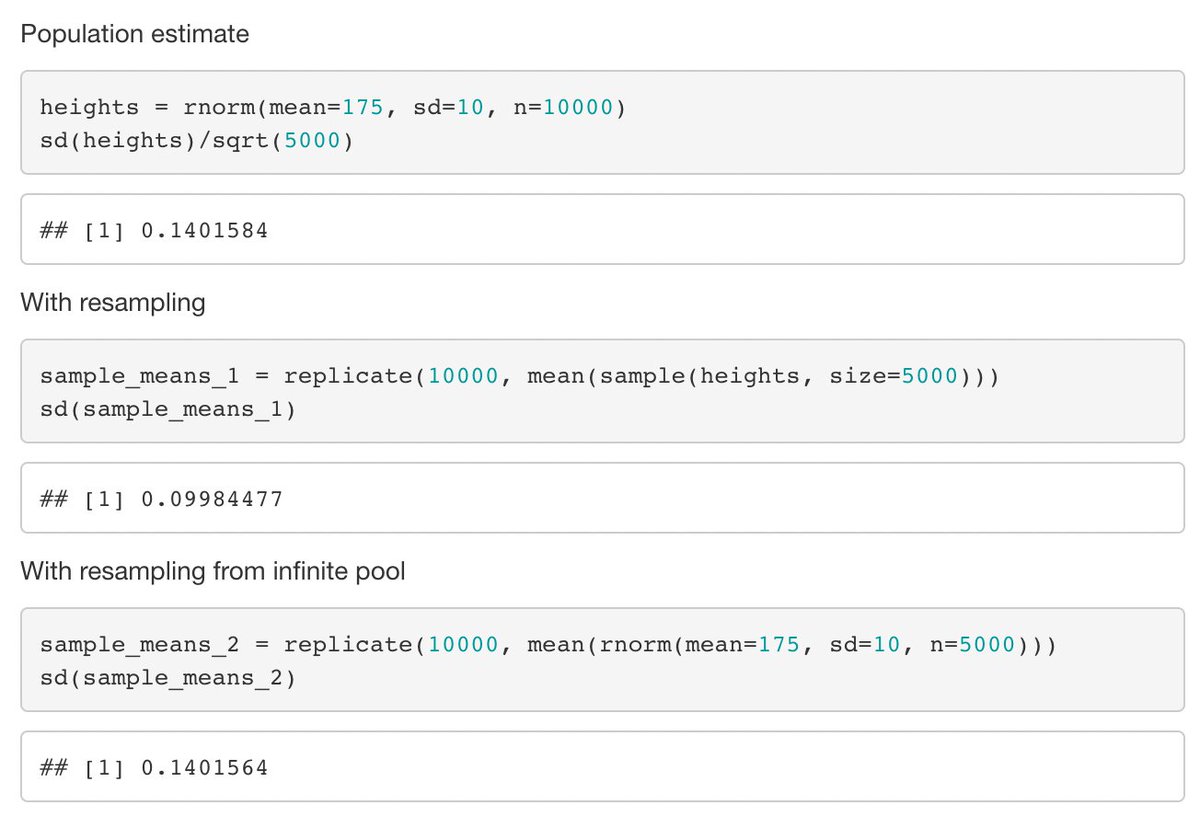 Population estimate
heights = rnorm(mean=175, sd=10, n=10000)
sd(heights)/sqrt(5000)
## [1] 0.1401584
With resampling
sample_means_1 = replicate(10000, mean(sample(heights, size=5000)))
sd(sample_means_1)
## [1] 0.09984477
With resampling from infinite pool
sample_means_2 = replicate(10000, mean(rnorm(mean=175, sd=10, n=5000)))
sd(sample_means_2)
## [1] 0.1401564